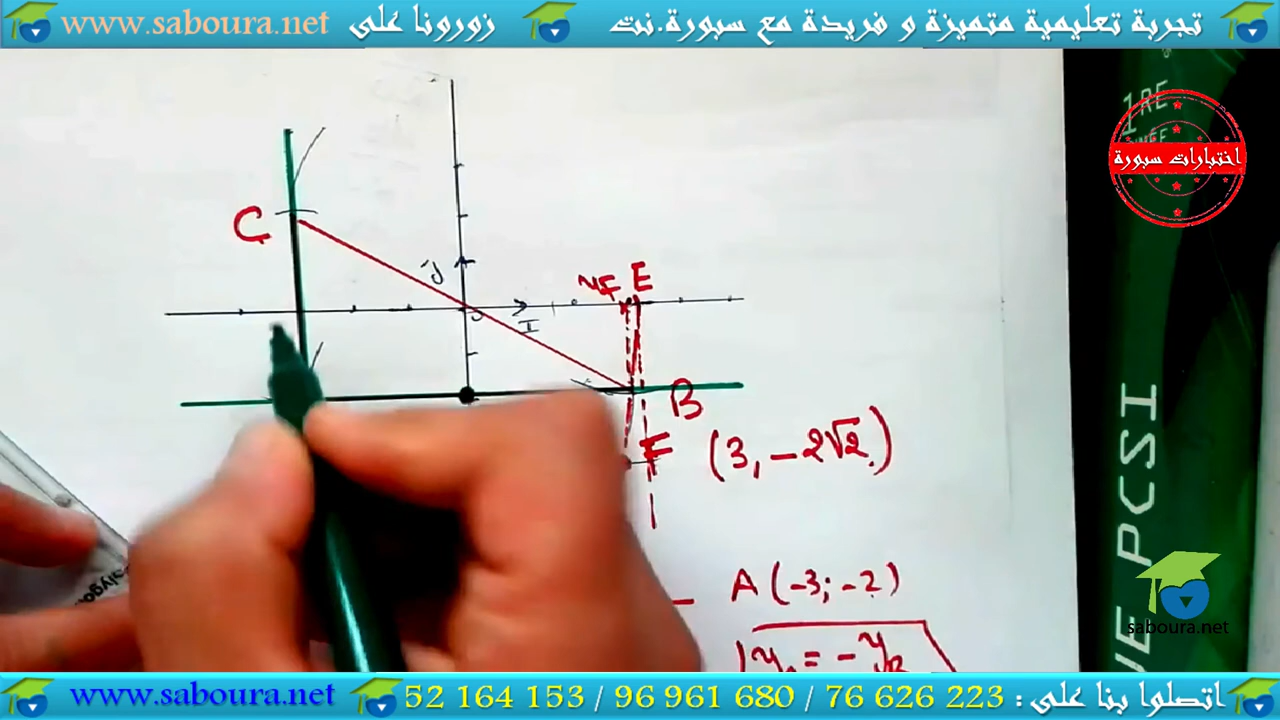 www.saboura.net زورونا على تجربة تعليمية متميزة و فريدة مع سبورة.نت
اختبارات سبورة
C
J
E
I
B
F (3, -2√2)
A (-3; -2)
PCSI
saboura.net
www.saboura.net اتصلوا بنا على : 223 626 76 / 680 961 96 / 153 164 52